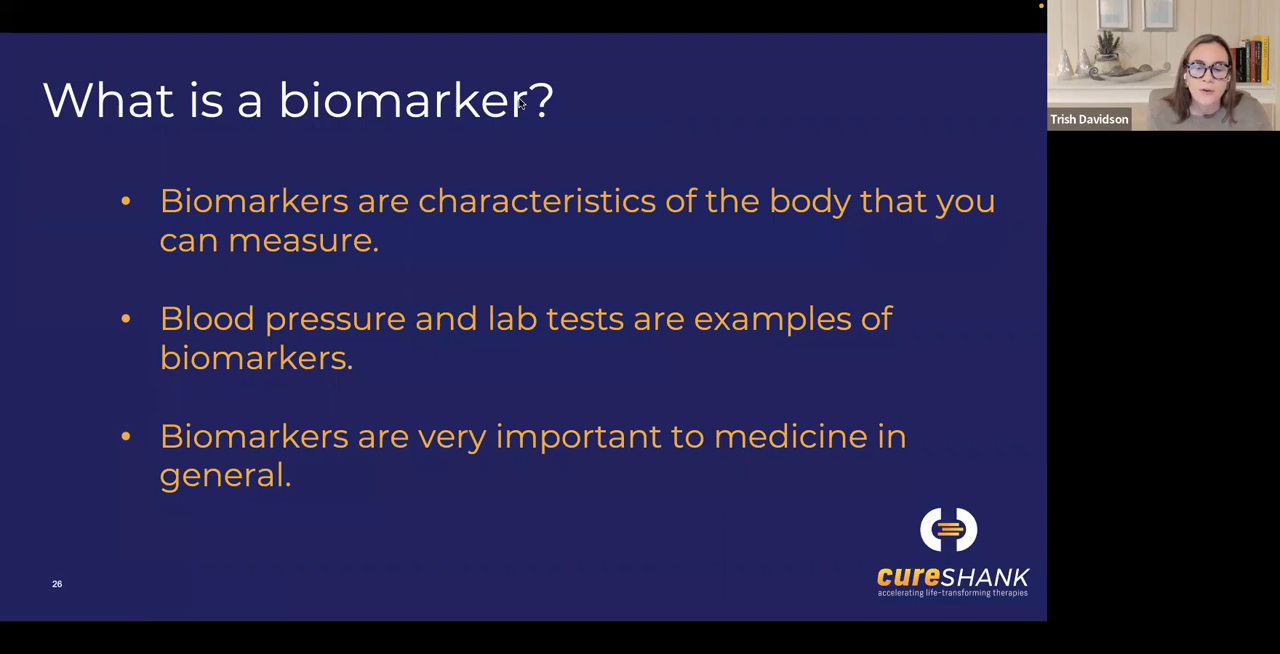 What is a biomarker?
• Biomarkers are characteristics of the body that you
can measure.
• Blood pressure and lab tests are examples of
biomarkers.
• Biomarkers are very important to medicine in
general.
26
cureSHANK
accelerating life-transforming therapies
Trish Davidson